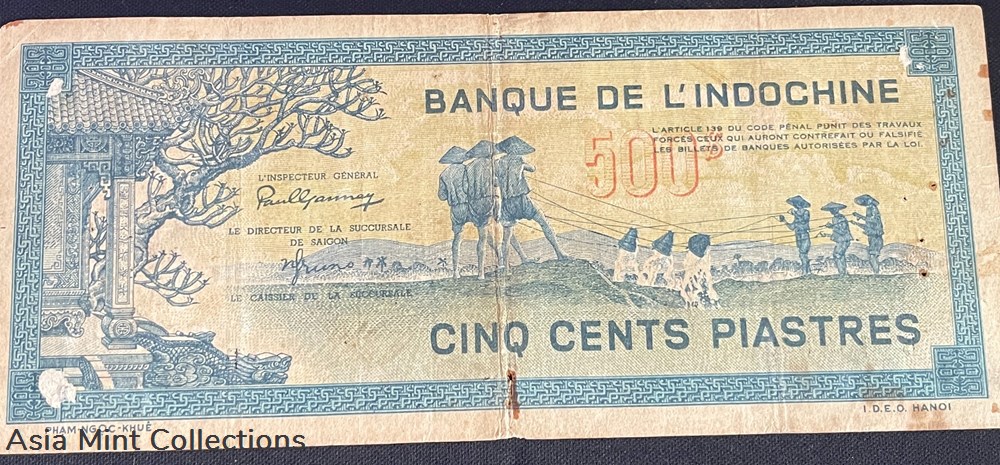 BANQUE DE L'INDOCHINE
L'ARTICLE 139 DU CODE PÉNAL PUNIT DES TRAVAUX
FORCÉS CEUX QUI AURONT CONTREFAIT OU FALSIFIÉ
LES BILLETS DE BANQUES AUTORISÉES PAR LA LOI.
500
L'INSPECTEUR GÉNÉRAL
PaulGannay
LE DIRECTEUR DE LA SUCCURSALE
DE SAIGON
LE CAISSIER DE LA SUCCURSALE
CINQ CENTS PIASTRES
PHAM-NGOC-KHUÊ
I.D.E.O. HANOI
Asia Mint Collections